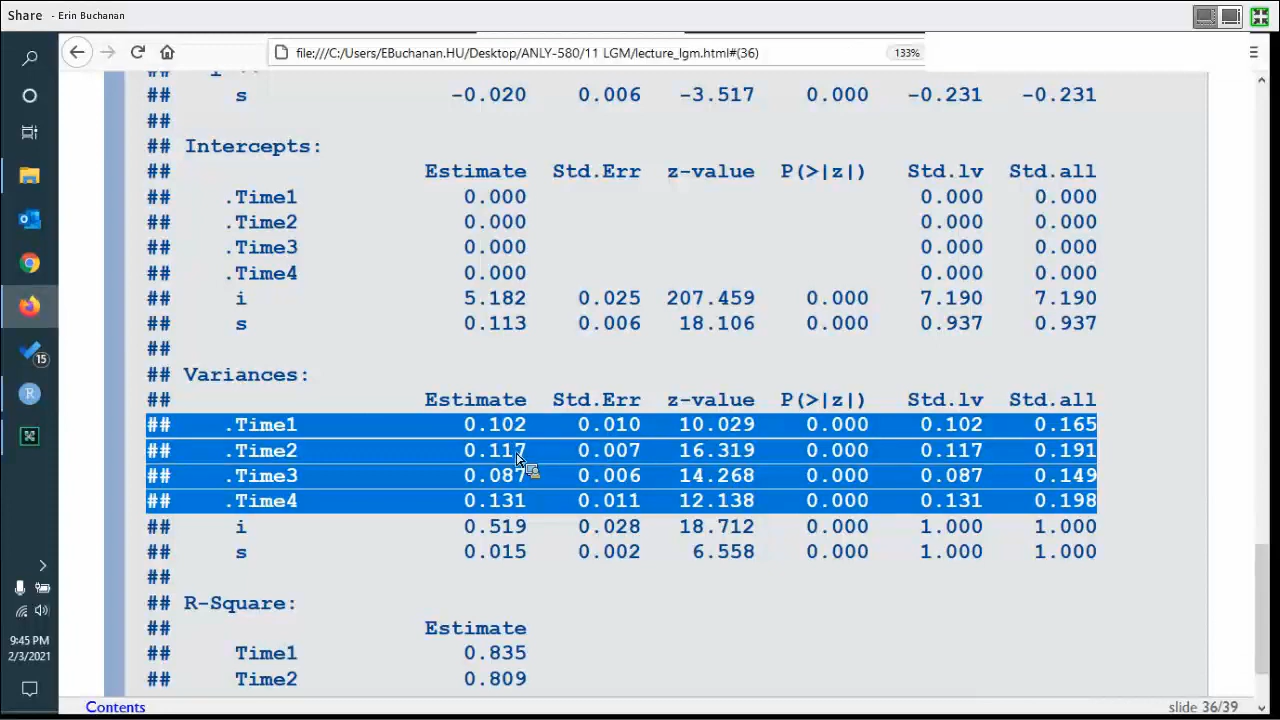 Share - Erin Buchanan
file:///C:/Users/EBuchanan.HU/Desktop/ANLY-580/11 LGM/lecture_lgm.html#(36) 133%
## s -0.020 0.006 -3.517 0.000 -0.231 -0.231
##
## Intercepts:
## Estimate Std.Err z-value P(>|z|) Std.lv Std.all
## .Time1 0.000 0.000 0.000
## .Time2 0.000 0.000 0.000
## .Time3 0.000 0.000 0.000
## .Time4 0.000 0.000 0.000
## i 5.182 0.025 207.459 0.000 7.190 7.190
## s 0.113 0.006 18.106 0.000 0.937 0.937
##
## Variances:
## Estimate Std.Err z-value P(>|z|) Std.lv Std.all
## .Time1 0.102 0.010 10.029 0.000 0.102 0.165
## .Time2 0.117 0.007 16.319 0.000 0.117 0.191
## .Time3 0.087 0.006 14.268 0.000 0.087 0.149
## .Time4 0.131 0.011 12.138 0.000 0.131 0.198
## i 0.519 0.028 18.712 0.000 1.000 1.000
## s 0.015 0.002 6.558 0.000 1.000 1.000
##
## R-Square:
## Estimate
## Time1 0.835
## Time2 0.809
15
R
9:45 PM
2/3/2021
Contents
slide 36/39